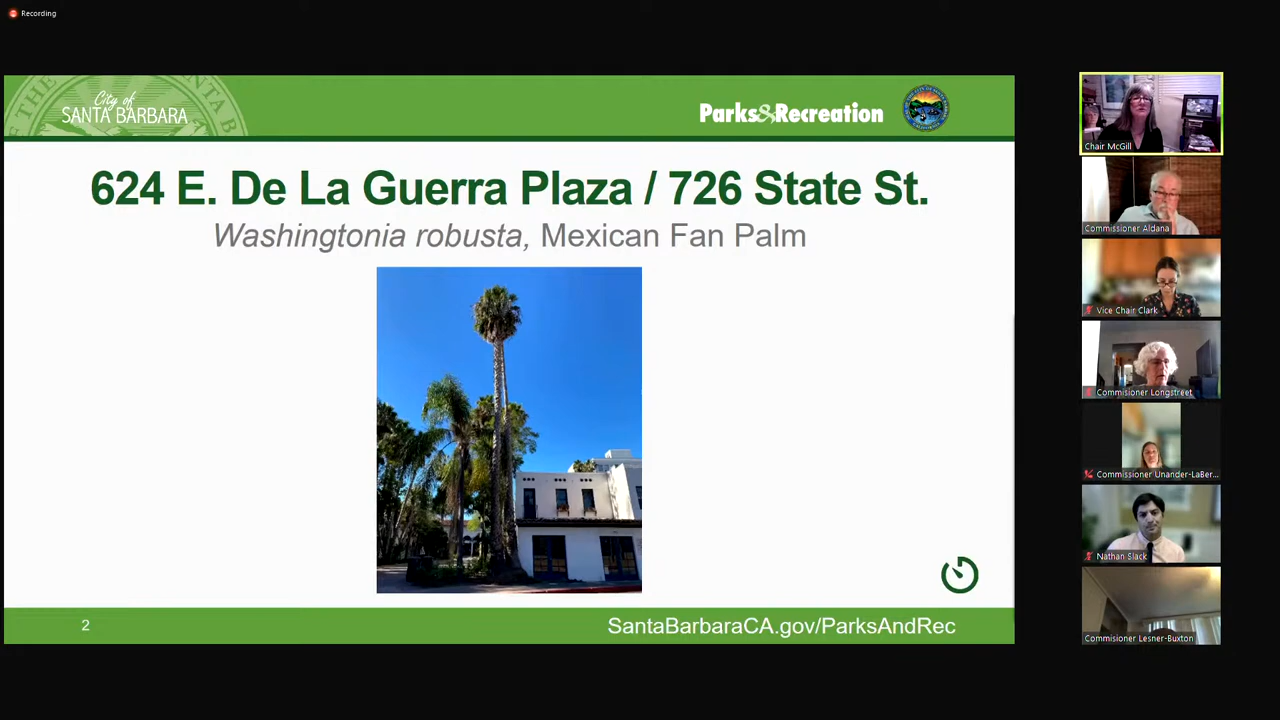 Recording
City of
SANTA BARBARA
Parks&Recreation
624 E. De La Guerra Plaza / 726 State St.
Washingtonia robusta, Mexican Fan Palm
2
SantaBarbaraCA.gov/ParksAndRec
Chair McGill
Commissioner Aldana
Vice Chair Clark
Commisioner Longstreet
Commissioner Unander-LaBer...
Nathan Slack
Commisioner Lesner-Buxton